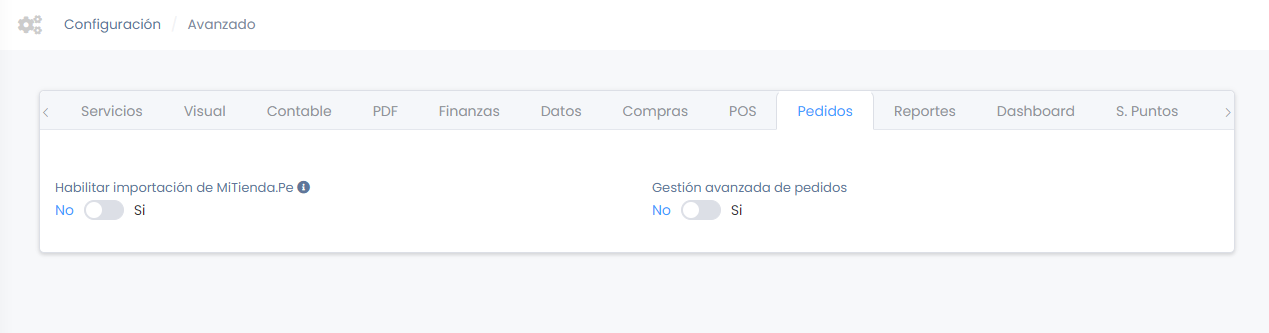 Configuración / Avanzado
Servicios Visual Contable PDF Finanzas Datos Compras POS Pedidos Reportes Dashboard S. Puntos
Habilitar importación de MiTienda.Pe
No Si
Gestión avanzada de pedidos
No Si